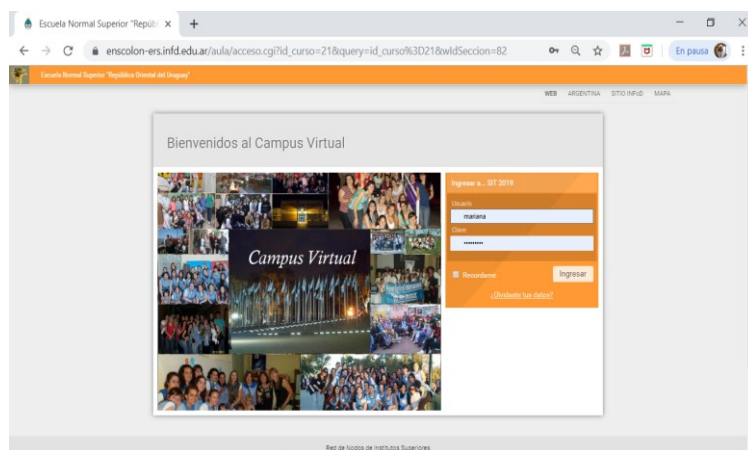 Escuela Normal Superior "Repúbl
enscolon-ers.infd.edu.ar/aula/acceso.cgi?id_curso=21&query=id_curso%3D21&wIdSeccion=82
En pausa
Escuela Normal Superior "República Oriental del Uruguay"
WEB ARGENTINA SITIO INFoD MAPA
Bienvenidos al Campus Virtual
Campus Virtual
Ingresar a... SIT 2019
Usuario
mariana
Clave
Recordarme
Ingresar
¿Olvidaste tus datos?
Red de Nodos de Institutos Superiores